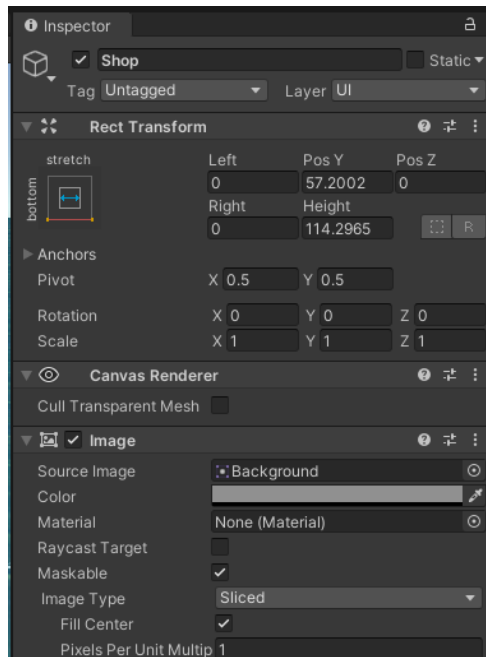 Inspector
Shop Static
Tag Untagged Layer UI
Rect Transform
stretch Left Pos Y Pos Z
bottom 0 57.2002 0
Right Height
0 114.2965 R
Anchors
Pivot X 0.5 Y 0.5
Rotation X 0 Y 0 Z 0
Scale X 1 Y 1 Z 1
Canvas Renderer
Cull Transparent Mesh
Image
Source Image Background
Color
Material None (Material)
Raycast Target
Maskable
Image Type Sliced
Fill Center
Pixels Per Unit Multip 1